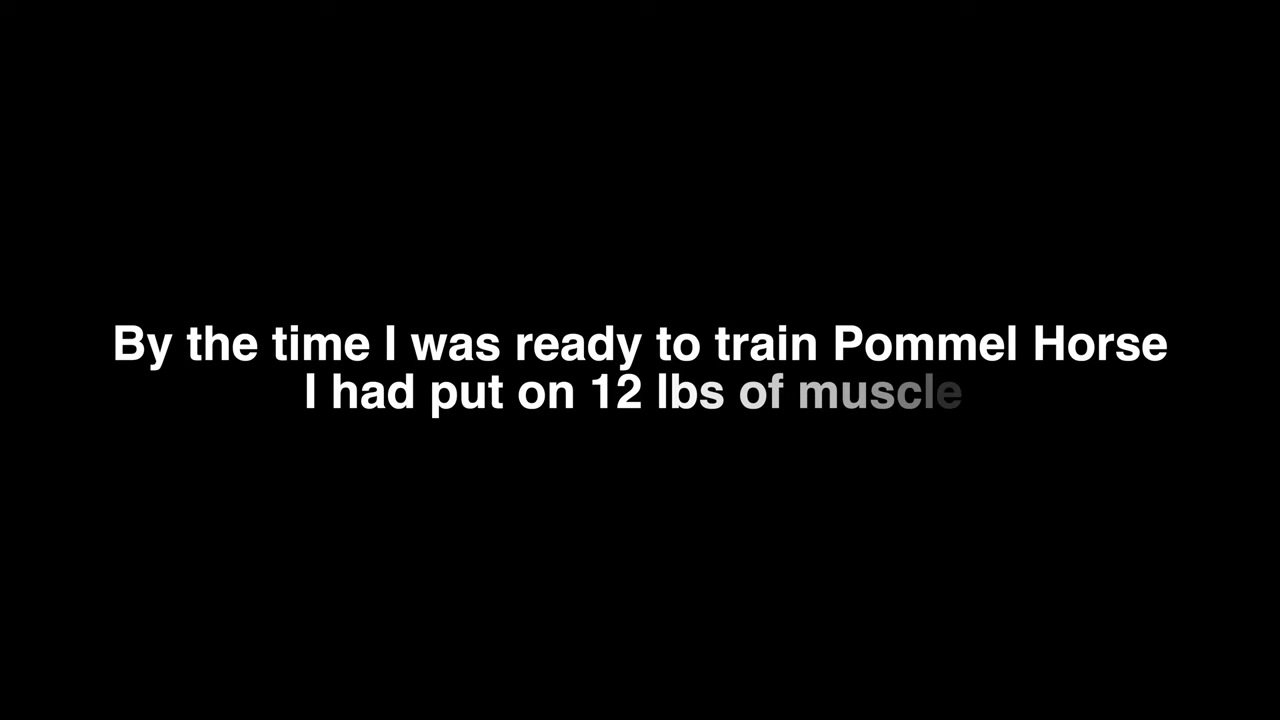 By the time I was ready to train Pommel Horse
I had put on 12 lbs of muscle